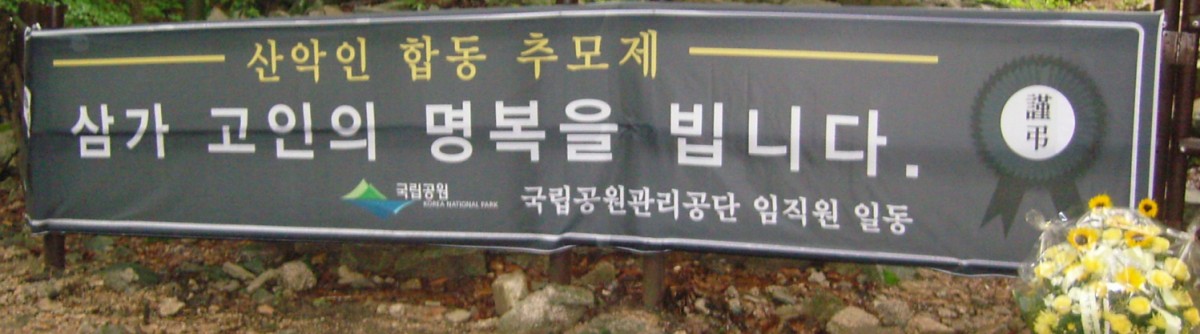 산악인 합동 추모제
삼가 고인의 명복을 빕니다.
謹弔
국립공원
KOREA NATIONAL PARK
국립공원관리공단 임직원 일동